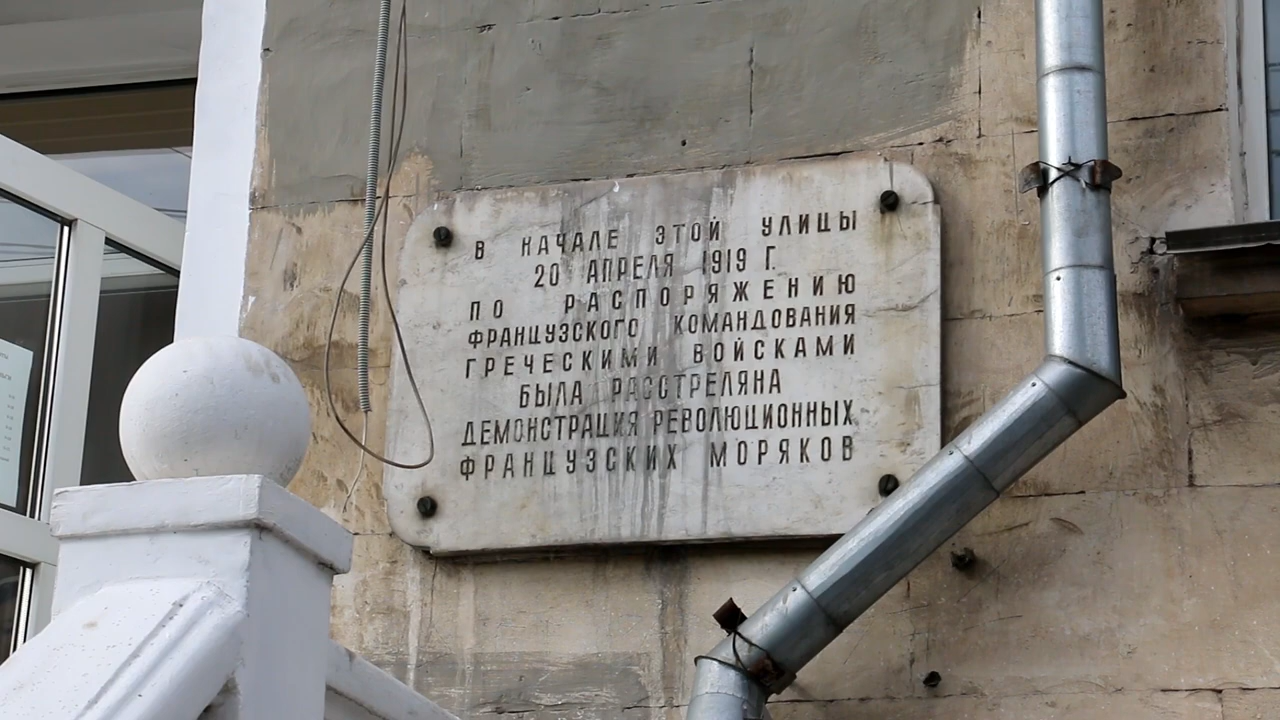 В НАЧАЛЕ ЭТОЙ УЛИЦЫ
20 АПРЕЛЯ 1919 Г.
ПО РАСПОРЯЖЕНИЮ
ФРАНЦУЗСКОГО КОМАНДОВАНИЯ
ГРЕЧЕСКИМИ ВОЙСКАМИ
БЫЛА РАССТРЕЛЯНА
ДЕМОНСТРАЦИЯ РЕВОЛЮЦИОННЫХ
ФРАНЦУЗСКИХ МОРЯКОВ